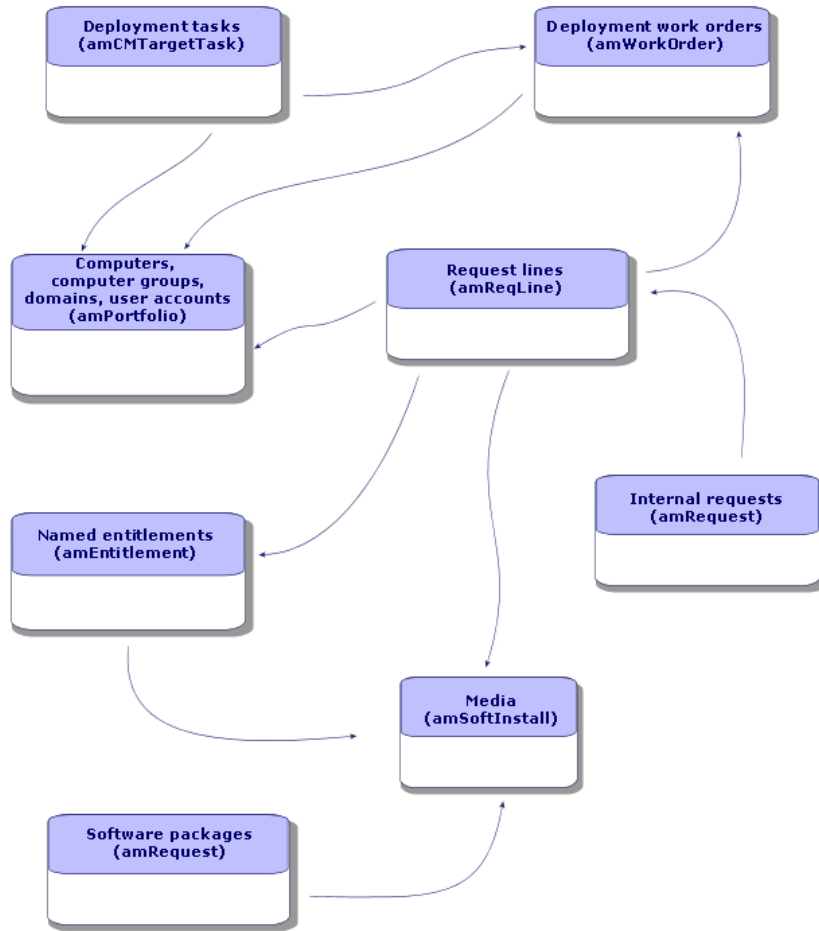 Deployment tasks
(amCMTargetTask)
Deployment work orders
(amWorkOrder)
Computers,
computer groups,
domains, user accounts
(amPortfolio)
Request lines
(amReqLine)
Internal requests
(amRequest)
Named entitlements
(amEntitlement)
Media
(amSoftInstall)
Software packages
(amRequest)